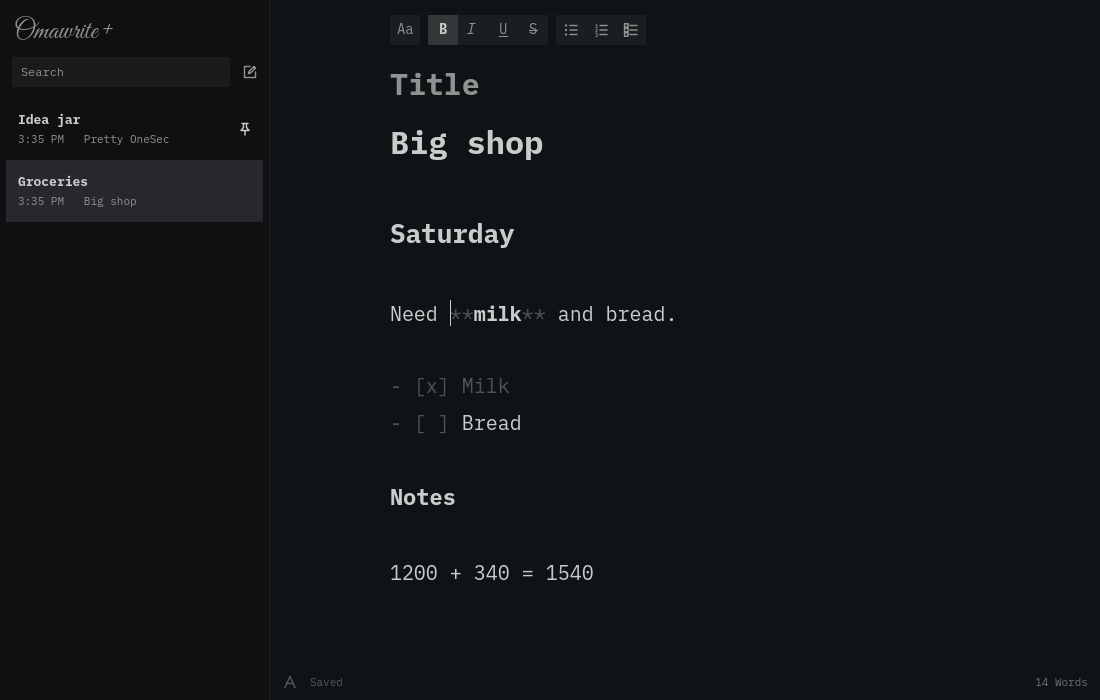 Omawrite+
Search
Idea jar
3:35 PM Pretty OneSec
Groceries
3:35 PM Big shop
Aa B I U S
Title
Big shop
Saturday
Need **milk** and bread.
- [x] Milk
- [ ] Bread
Notes
1200 + 340 = 1540
A Saved
14 Words